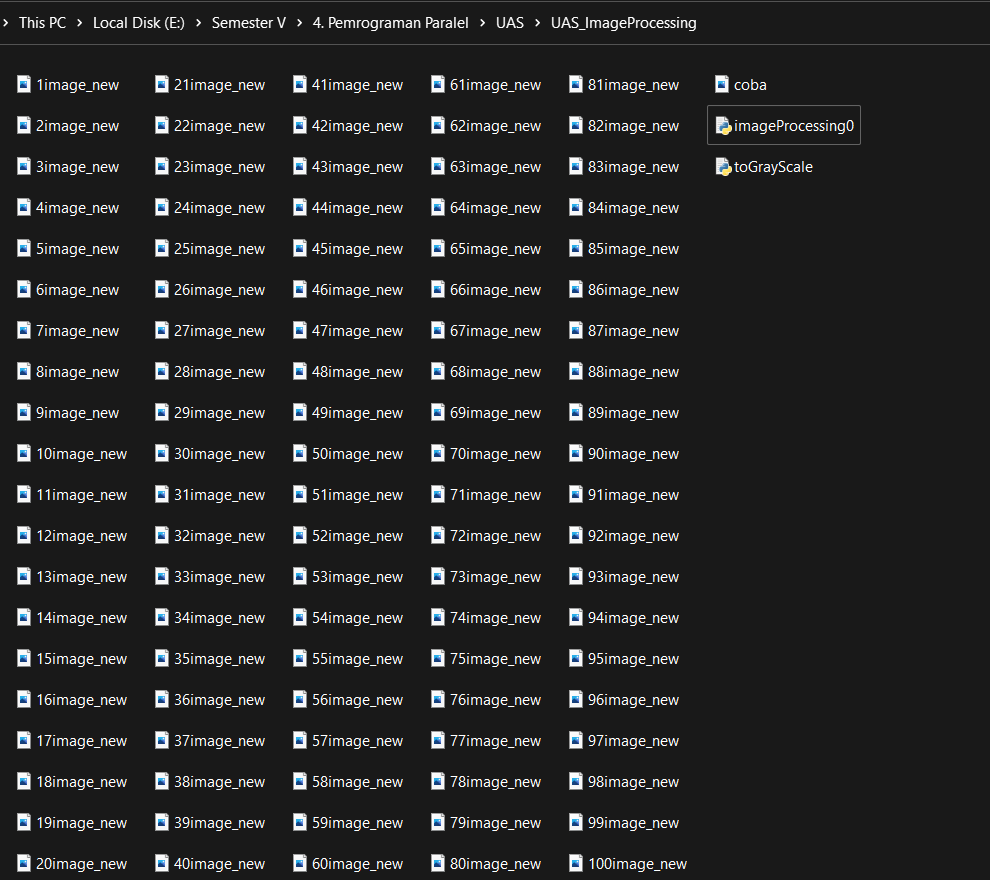 This PC > Local Disk (E:) > Semester V > 4. Pemrograman Paralel > UAS > UAS_ImageProcessing
1image_new 21image_new 41image_new 61image_new 81image_new coba
2image_new 22image_new 42image_new 62image_new 82image_new imageProcessing0
3image_new 23image_new 43image_new 63image_new 83image_new toGrayScale
4image_new 24image_new 44image_new 64image_new 84image_new
5image_new 25image_new 45image_new 65image_new 85image_new
6image_new 26image_new 46image_new 66image_new 86image_new
7image_new 27image_new 47image_new 67image_new 87image_new
8image_new 28image_new 48image_new 68image_new 88image_new
9image_new 29image_new 49image_new 69image_new 89image_new
10image_new 30image_new 50image_new 70image_new 90image_new
11image_new 31image_new 51image_new 71image_new 91image_new
12image_new 32image_new 52image_new 72image_new 92image_new
13image_new 33image_new 53image_new 73image_new 93image_new
14image_new 34image_new 54image_new 74image_new 94image_new
15image_new 35image_new 55image_new 75image_new 95image_new
16image_new 36image_new 56image_new 76image_new 96image_new
17image_new 37image_new 57image_new 77image_new 97image_new
18image_new 38image_new 58image_new 78image_new 98image_new
19image_new 39image_new 59image_new 79image_new 99image_new
20image_new 40image_new 60image_new 80image_new 100image_new